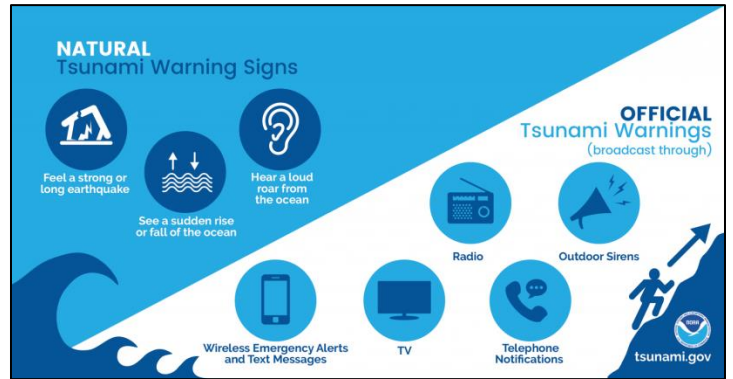 NATURAL
Tsunami Warning Signs
Feel a strong or
long earthquake
See a sudden rise
or fall of the ocean
Hear a loud
roar from
the ocean
OFFICIAL
Tsunami Warnings
(broadcast through)
Radio
Outdoor Sirens
Wireless Emergency Alerts
and Text Messages
TV
Telephone
Notifications
NOAA
tsunami.gov